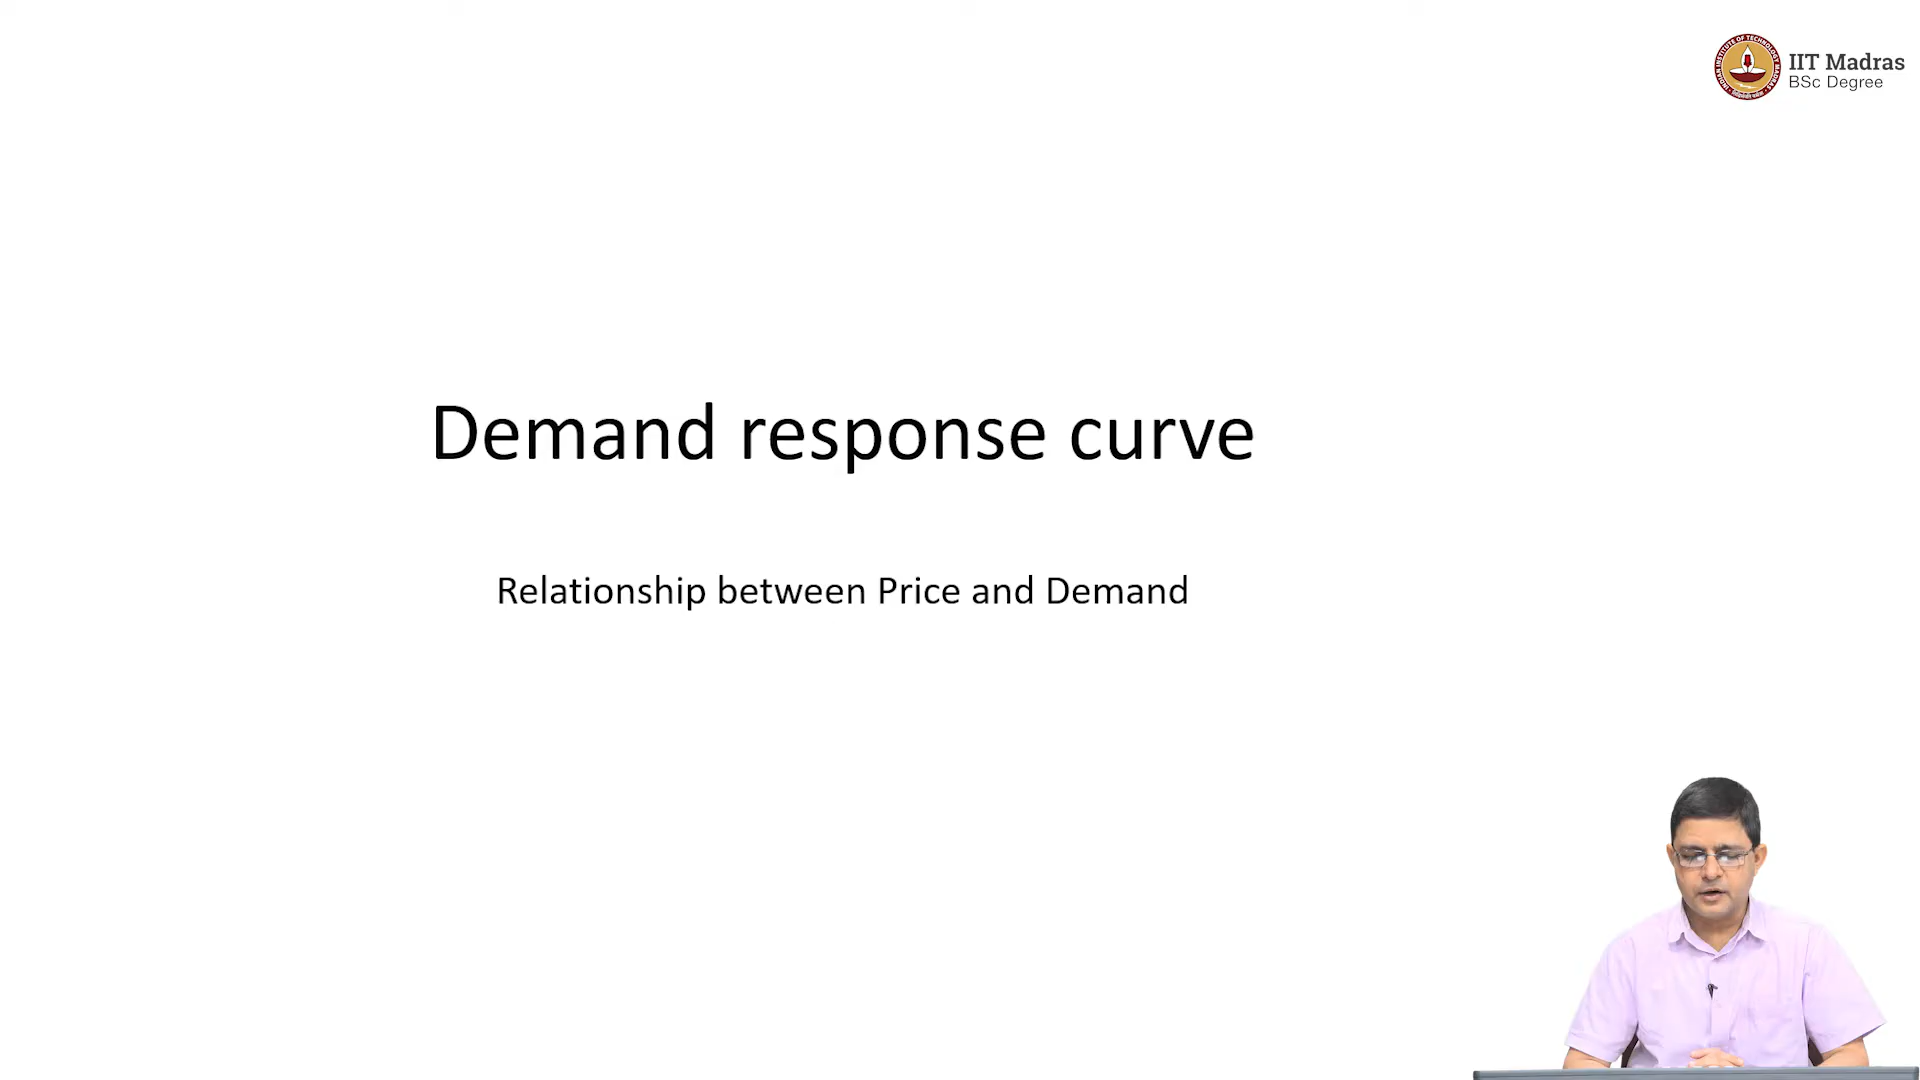 IIT Madras
BSc Degree
Demand response curve
Relationship between Price and Demand